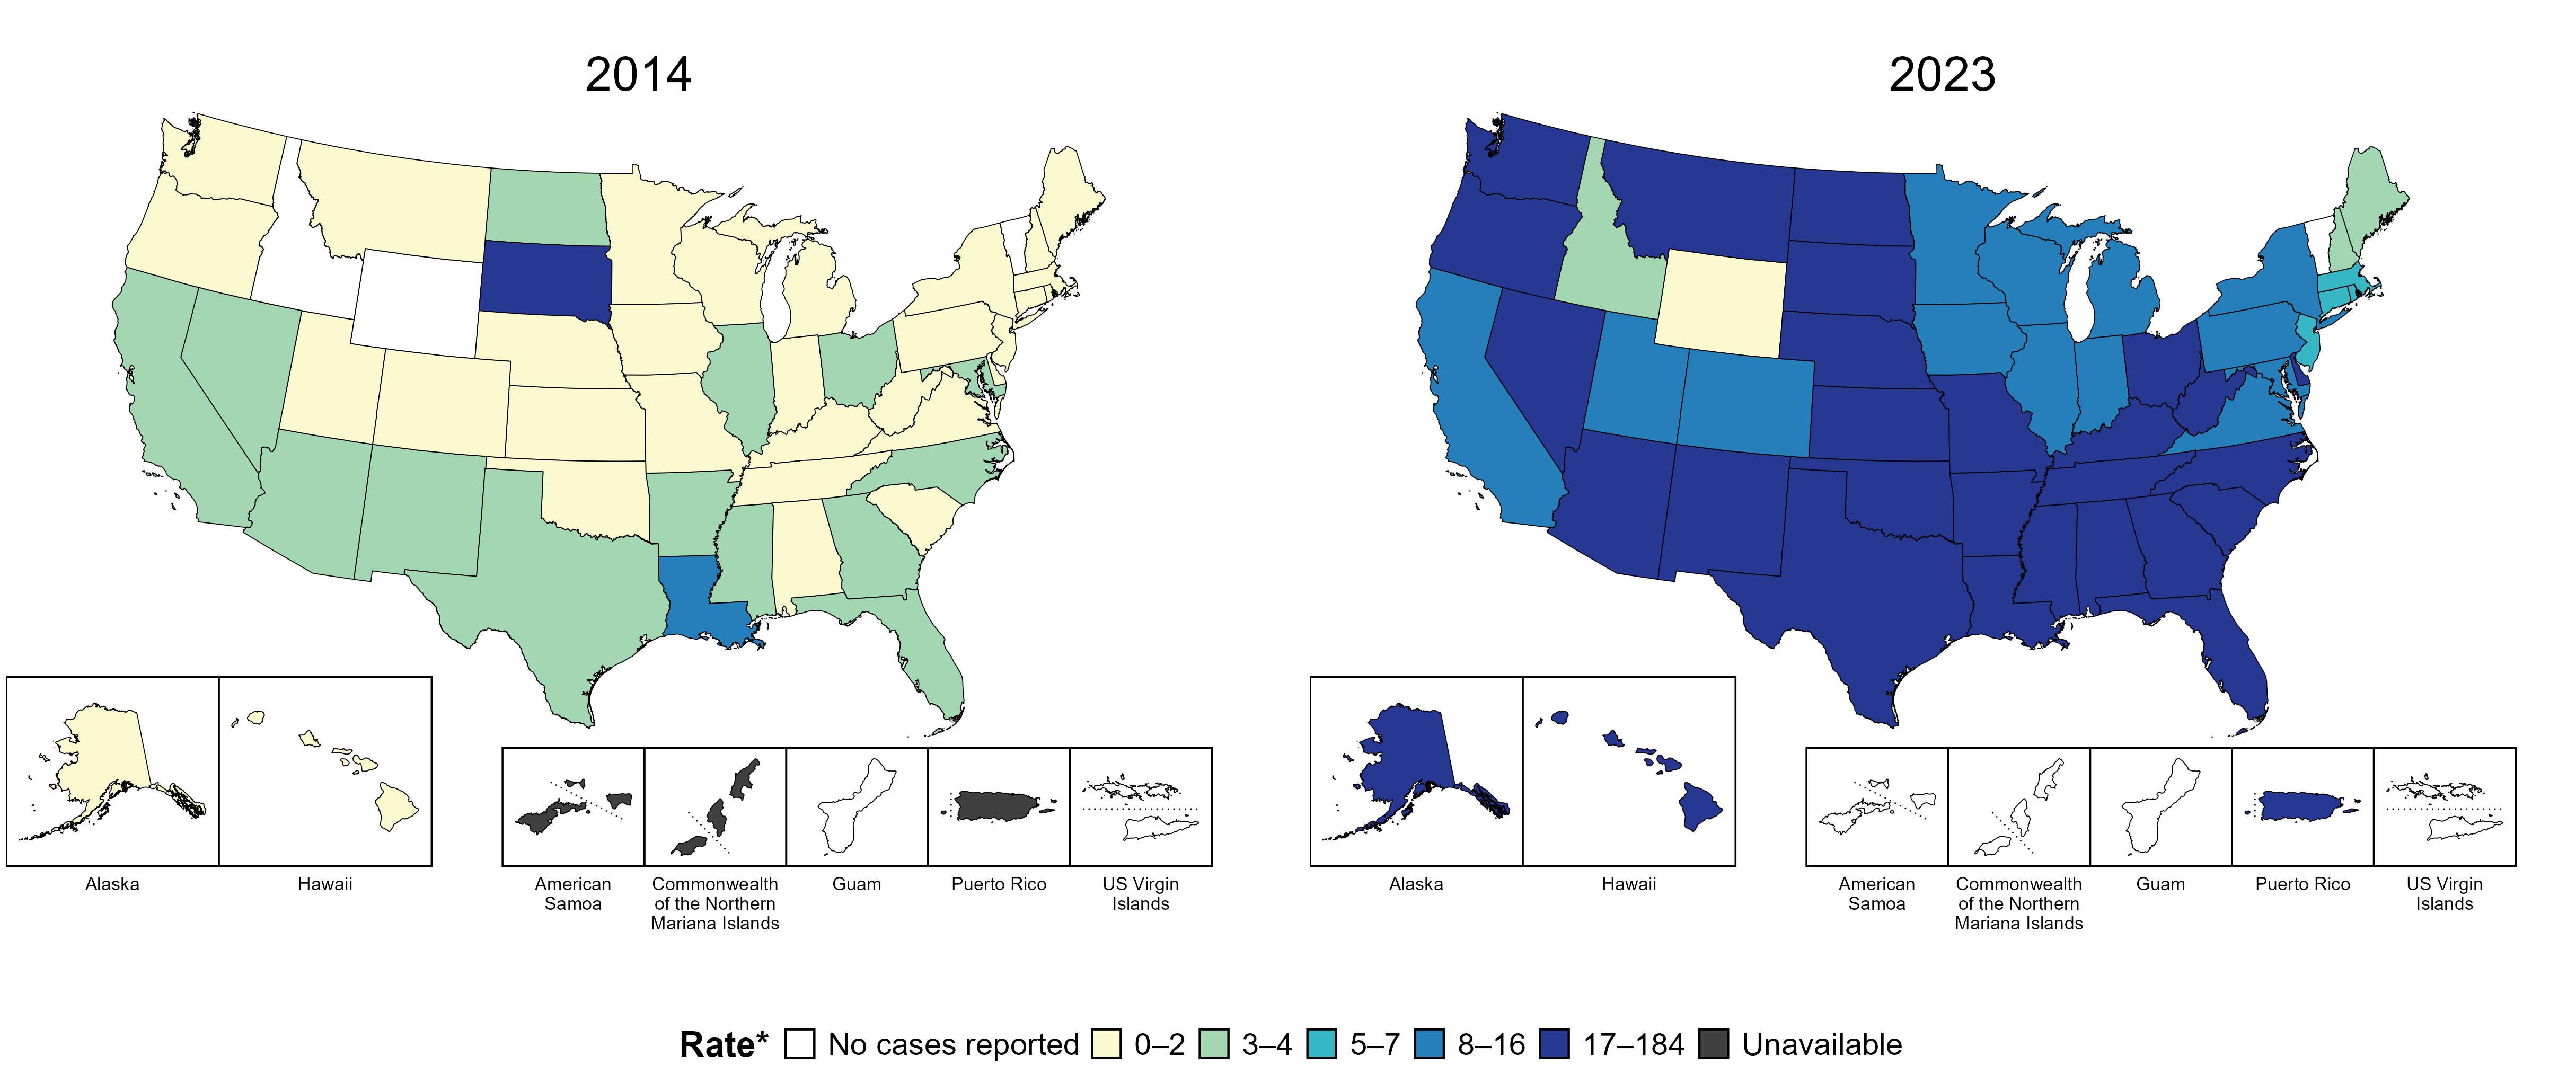 2014
2023
Alaska
Hawaii
American
Samoa
Commonwealth
of the Northern
Mariana Islands
Guam
Puerto Rico
US Virgin
Islands
Alaska
Hawaii
American
Samoa
Commonwealth
of the Northern
Mariana Islands
Guam
Puerto Rico
US Virgin
Islands
Rate* No cases reported 0–2 3–4 5–7 8–16 17–184 Unavailable